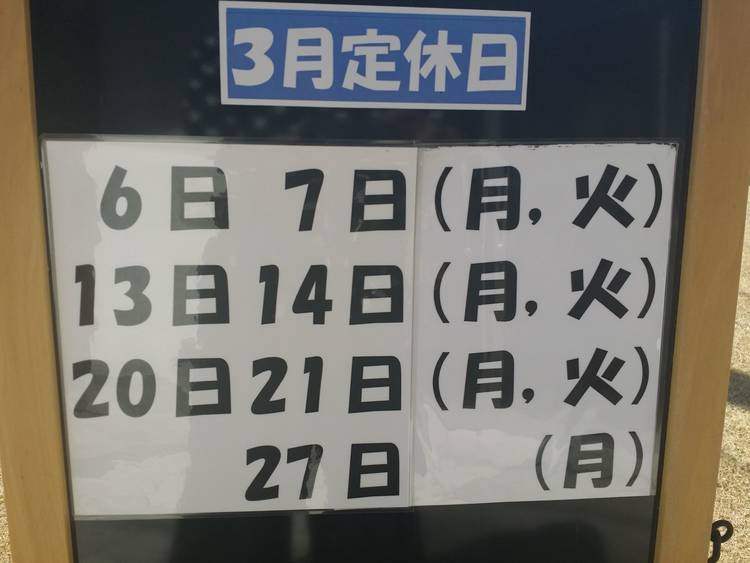 3月定休日
6日 7日(月,火)
13日14日(月,火)
20日21日(月,火)
27日(月)